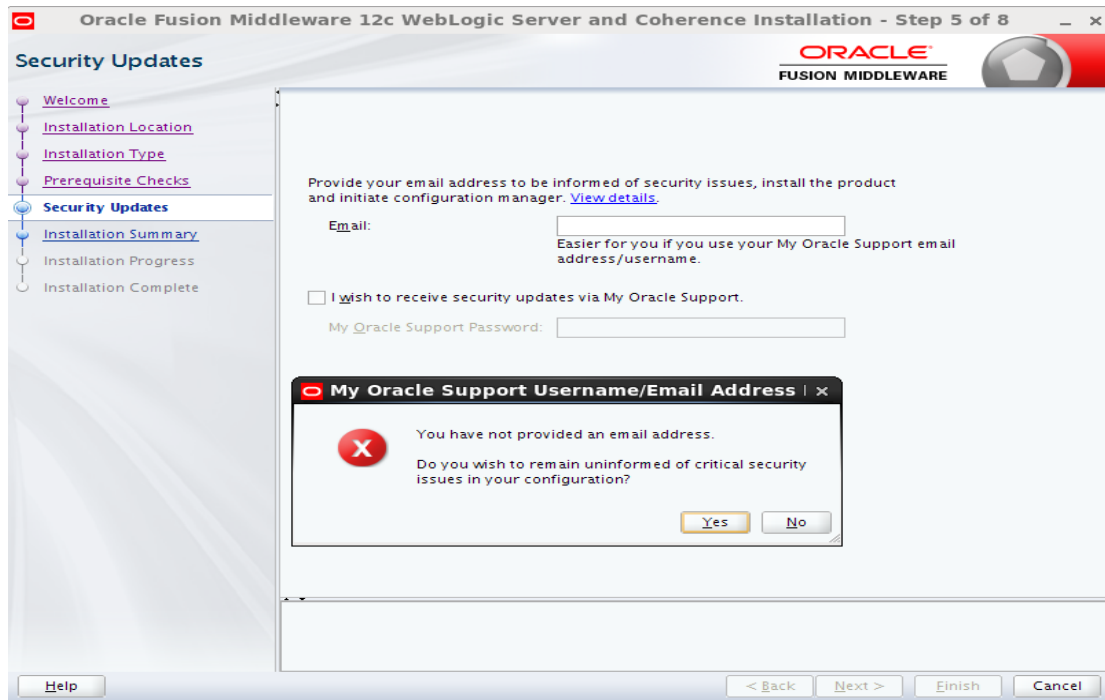 Oracle Fusion Middleware 12c WebLogic Server and Coherence Installation - Step 5 of 8
Security Updates
ORACLE
FUSION MIDDLEWARE
Welcome
Installation Location
Installation Type
Prerequisite Checks
Security Updates
Installation Summary
Installation Progress
Installation Complete
Provide your email address to be informed of security issues, install the product
and initiate configuration manager. View details.
Email:
Easier for you if you use your My Oracle Support email
address/username.
I wish to receive security updates via My Oracle Support.
My Oracle Support Password:
My Oracle Support Username/Email Address
You have not provided an email address.
Do you wish to remain uninformed of critical security
issues in your configuration?
Yes No
Help < Back Next > Finish Cancel